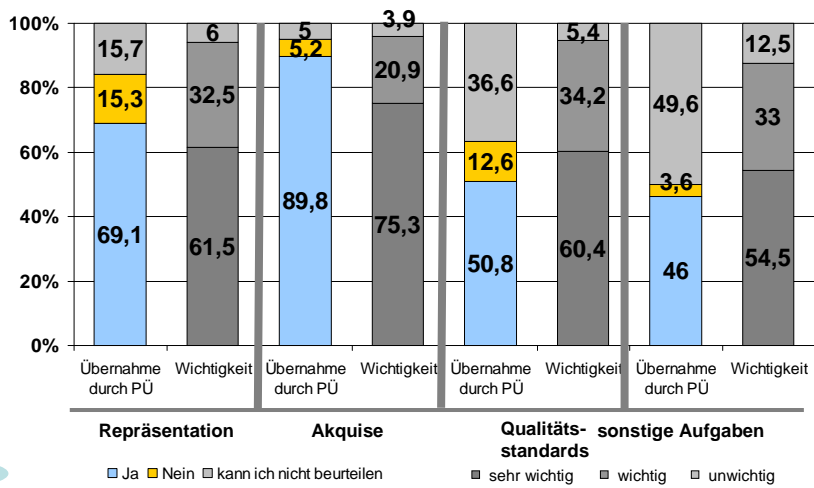 100%
80%
60%
40%
20%
0%
15,7
15,3
69,1
6
32,5
61,5
5
5,2
89,8
3,9
20,9
75,3
36,6
12,6
50,8
5,4
34,2
60,4
49,6
3,6
46
12,5
33
54,5
Übernahme
durch PÜ
Wichtigkeit
Übernahme
durch PÜ
Wichtigkeit
Übernahme
durch PÜ
Wichtigkeit
Übernahme
durch PÜ
Wichtigkeit
Repräsentation
Akquise
Qualitäts-
standards
sonstige Aufgaben
Ja Nein kann ich nicht beurteilen
sehr wichtig wichtig unwichtig